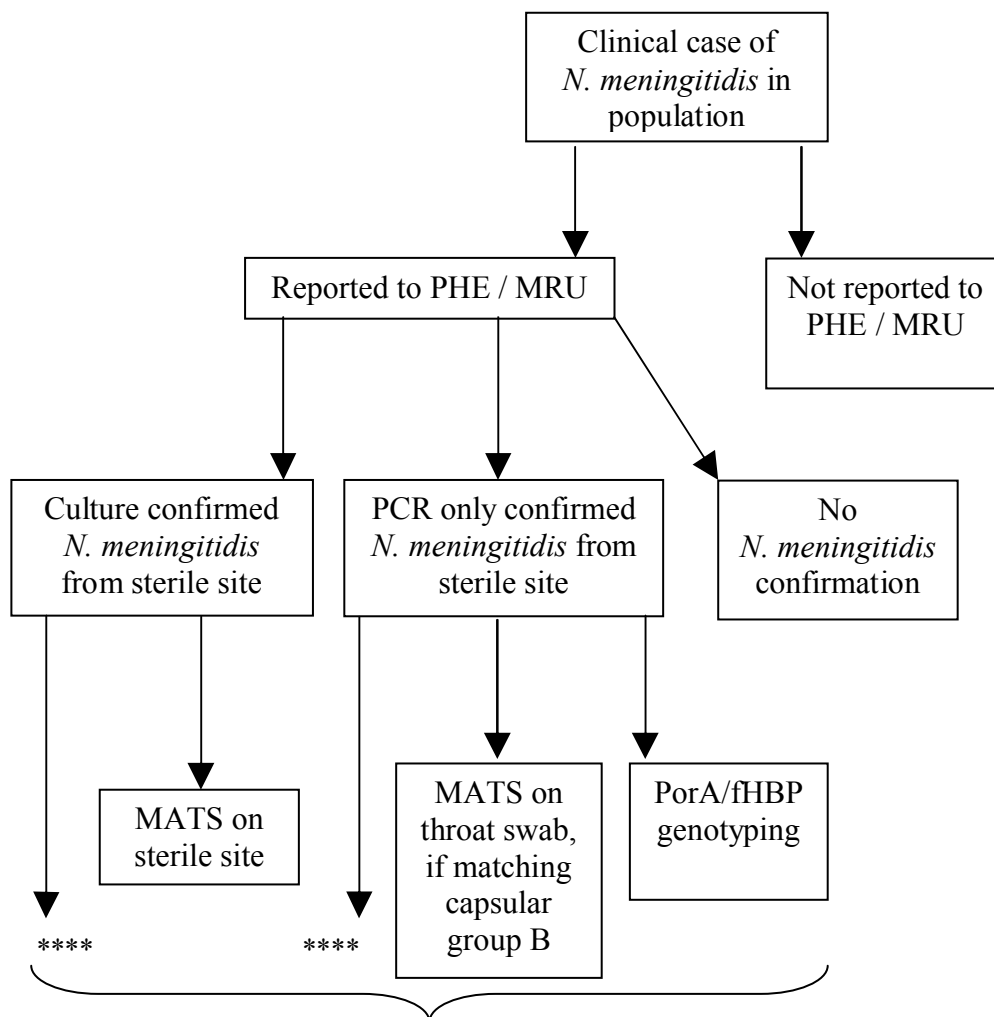 Clinical case of
N. meningitidis in
population
Reported to PHE / MRU
Not reported to
PHE / MRU
Culture confirmed
N. meningitidis
from sterile site
PCR only confirmed
N. meningitidis from
sterile site
No
N. meningitidis
confirmation
MATS on
sterile site
MATS on
throat swab,
if matching
capsular
group B
PorA/fHBP
genotyping
****
****